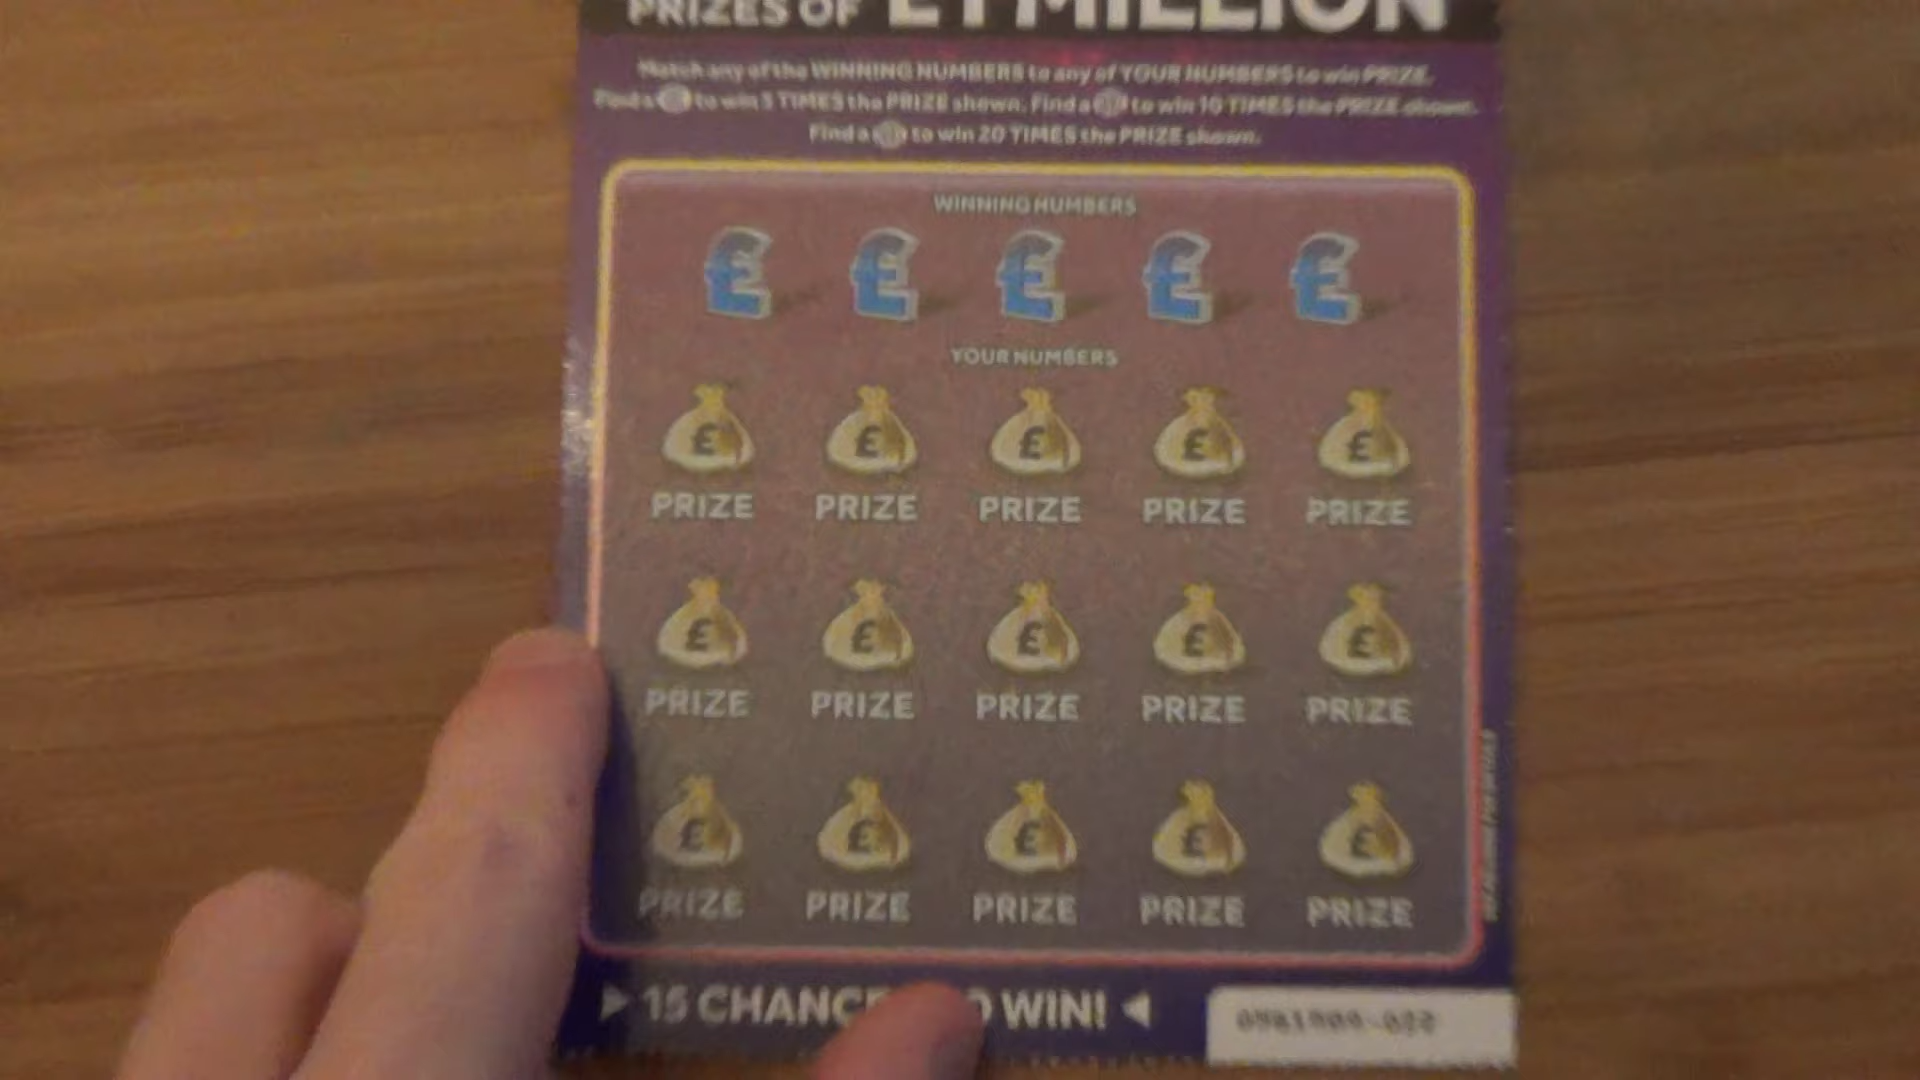 PRIZES OF £1 MILLION
Match any of the WINNING NUMBERS to any of YOUR NUMBERS to win PRIZE.
Find a to win 5 TIMES the PRIZE shown. Find a to win 10 TIMES the PRIZE shown.
Find a to win 20 TIMES the PRIZE shown.
WINNING NUMBERS
£ £ £ £ £
YOUR NUMBERS
£ £ £ £ £
PRIZE PRIZE PRIZE PRIZE PRIZE
£ £ £ £ £
PRIZE PRIZE PRIZE PRIZE PRIZE
£ £ £ £ £
PRIZE PRIZE PRIZE PRIZE PRIZE
15 CHANCE O WIN!